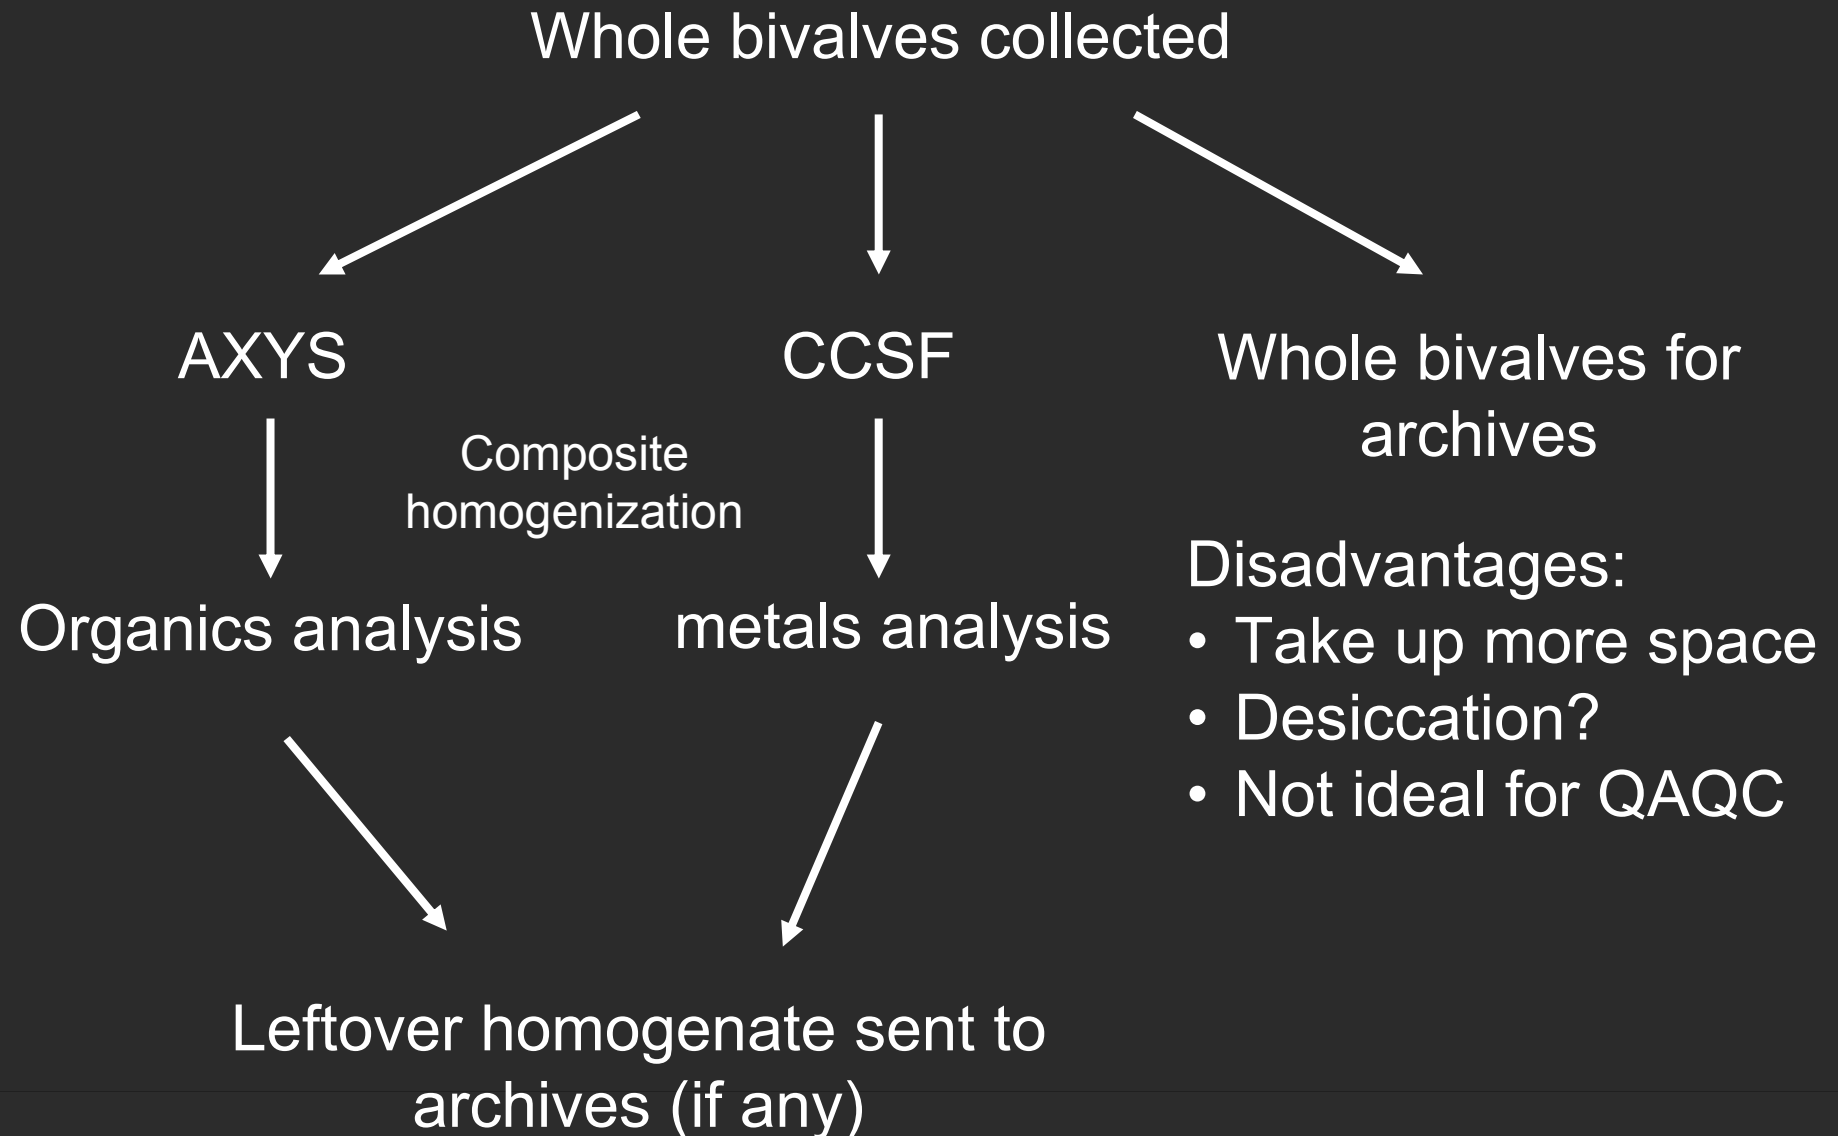 Whole bivalves collected
AXYS
CCSF
Whole bivalves for
archives
Composite
homogenization
Organics analysis
metals analysis
Disadvantages:
• Take up more space
• Desiccation?
• Not ideal for QAQC
Leftover homogenate sent to
archives (if any)